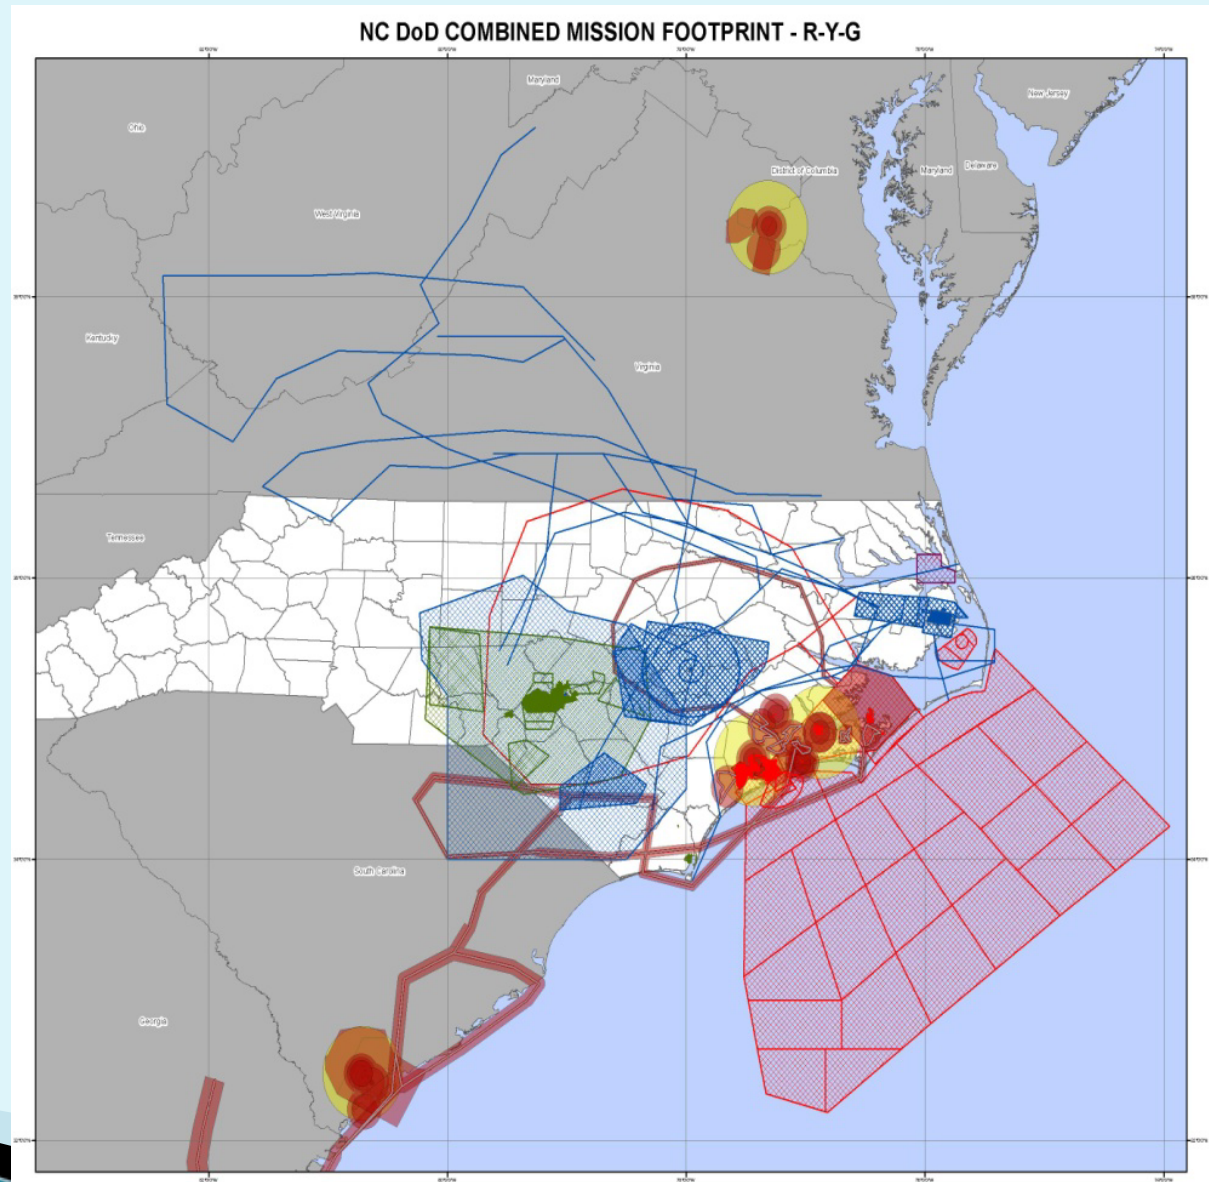 NC DoD COMBINED MISSION FOOTPRINT - R-Y-G
Maryland
New Jersey
Ohio
District of Columbia
Maryland
Delaware
West Virginia
Kentucky
Virginia
Tennessee
South Carolina
Georgia